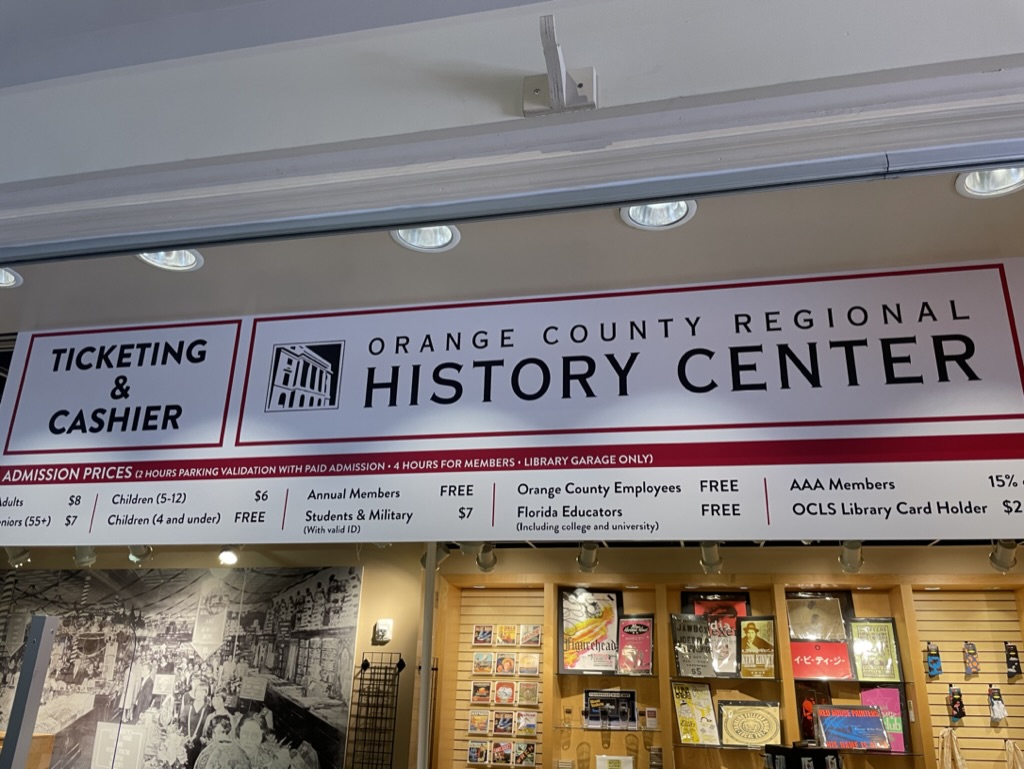 TICKETING
&
CASHIER
ORANGE COUNTY REGIONAL
HISTORY CENTER
ADMISSION PRICES (2 HOURS PARKING VALIDATION WITH PAID ADMISSION • 4 HOURS FOR MEMBERS • LIBRARY GARAGE ONLY)
dults $8
niors (55+) $7
Children (5-12) $6
Children (4 and under) FREE
Annual Members FREE
Students & Military $7
(With valid ID)
Orange County Employees FREE
Florida Educators FREE
(Including college and university)
AAA Members 15%
OCLS Library Card Holder $2
イ・ビ・ティ・ジー